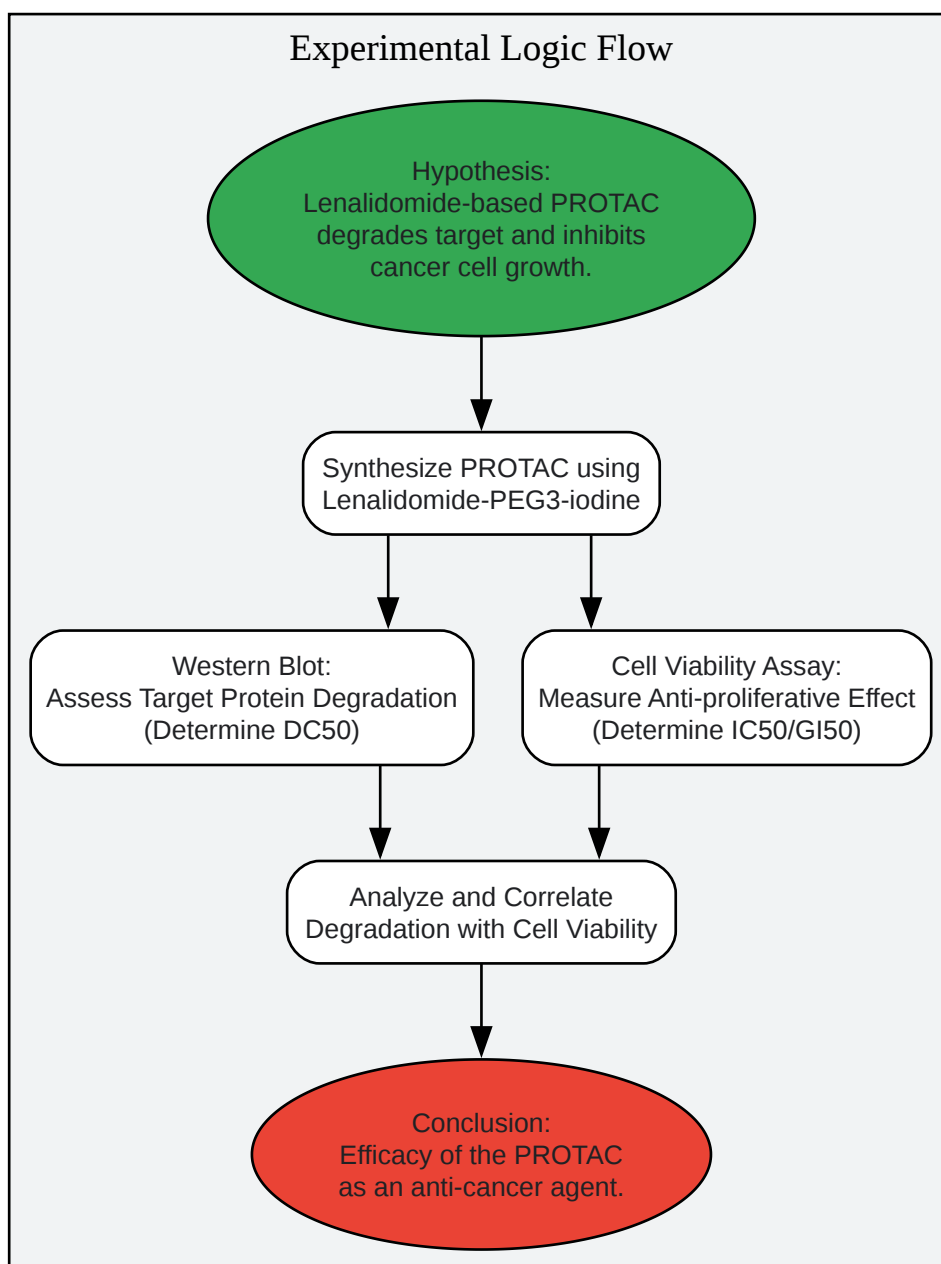 Experimental Logic Flow
Hypothesis:
Lenalidomide-based PROTAC
degrades target and inhibits
cancer cell growth.
Synthesize PROTAC using
Lenalidomide-PEG3-iodine
Western Blot:
Assess Target Protein Degradation
(Determine DC50)
Cell Viability Assay:
Measure Anti-proliferative Effect
(Determine IC50/GI50)
Analyze and Correlate
Degradation with Cell Viability
Conclusion:
Efficacy of the PROTAC
as an anti-cancer agent.